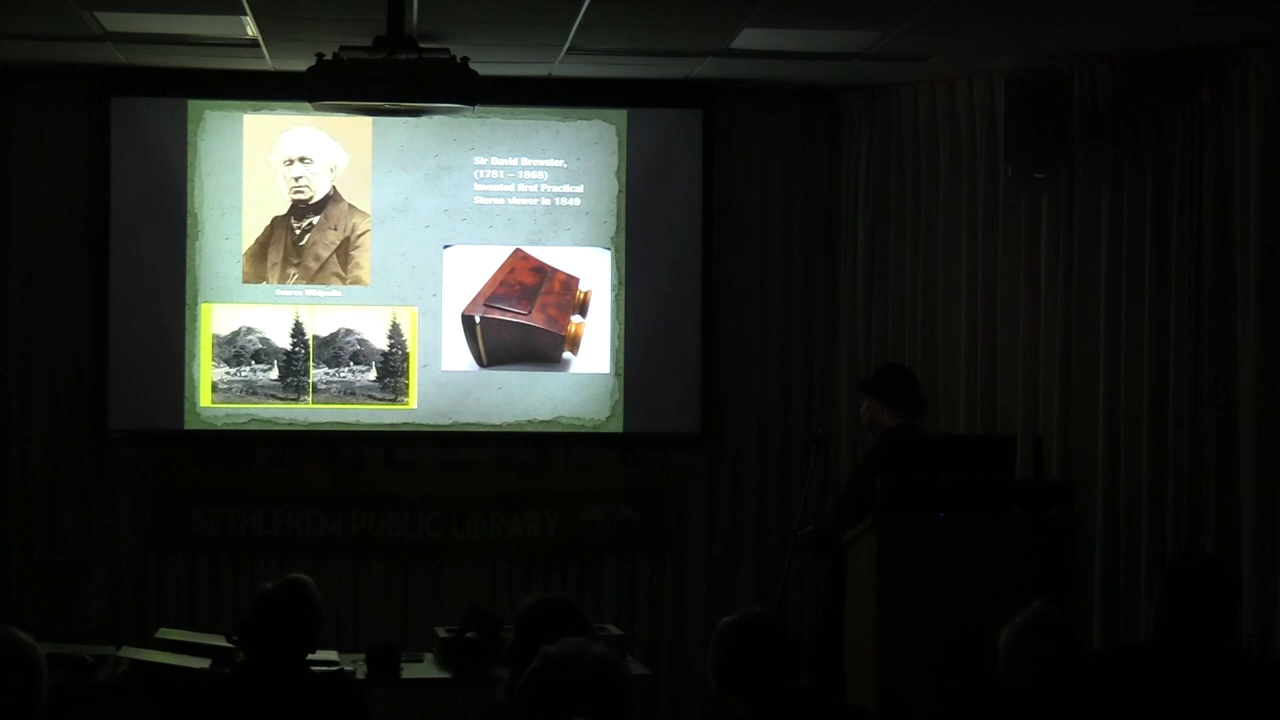 Sir David Brewster,
(1781 – 1868)
Invented first Practical
Stereo viewer in 1849
Source Wikipedia
BETHLEHEM PUBLIC LIBRARY